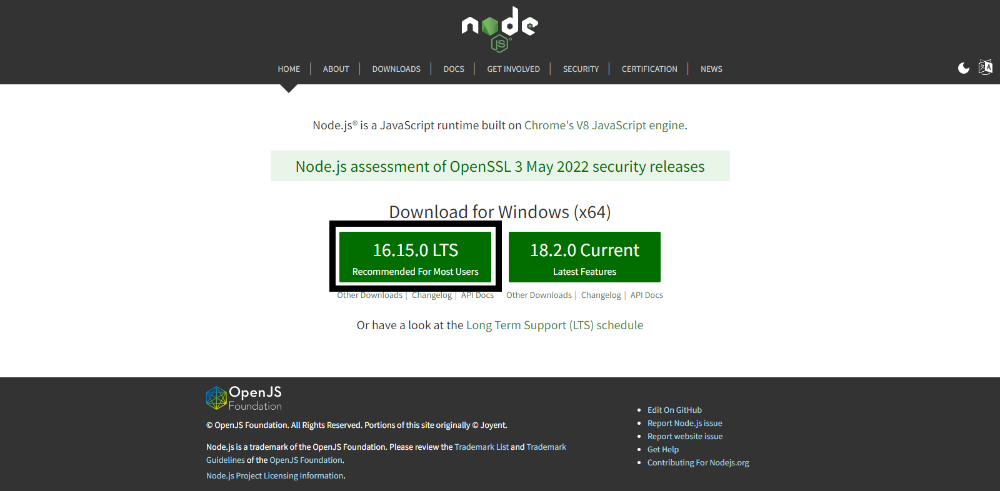 node
JS
HOME | ABOUT | DOWNLOADS | DOCS | GET INVOLVED | SECURITY | CERTIFICATION | NEWS
Node.js® is a JavaScript runtime built on Chrome's V8 JavaScript engine.
Node.js assessment of OpenSSL 3 May 2022 security releases
Download for Windows (x64)
16.15.0 LTS
Recommended For Most Users
18.2.0 Current
Latest Features
Other Downloads | Changelog | API Docs
Other Downloads | Changelog | API Docs
Or have a look at the Long Term Support (LTS) schedule
OpenJS
Foundation
© OpenJS Foundation. All Rights Reserved. Portions of this site originally © Joyent.
Node.js is a trademark of the OpenJS Foundation. Please review the Trademark List and Trademark
Guidelines of the OpenJS Foundation.
Node.js Project Licensing Information.
Edit On GitHub
Report Node.js issue
Report website issue
Get Help
Contributing For Nodejs.org